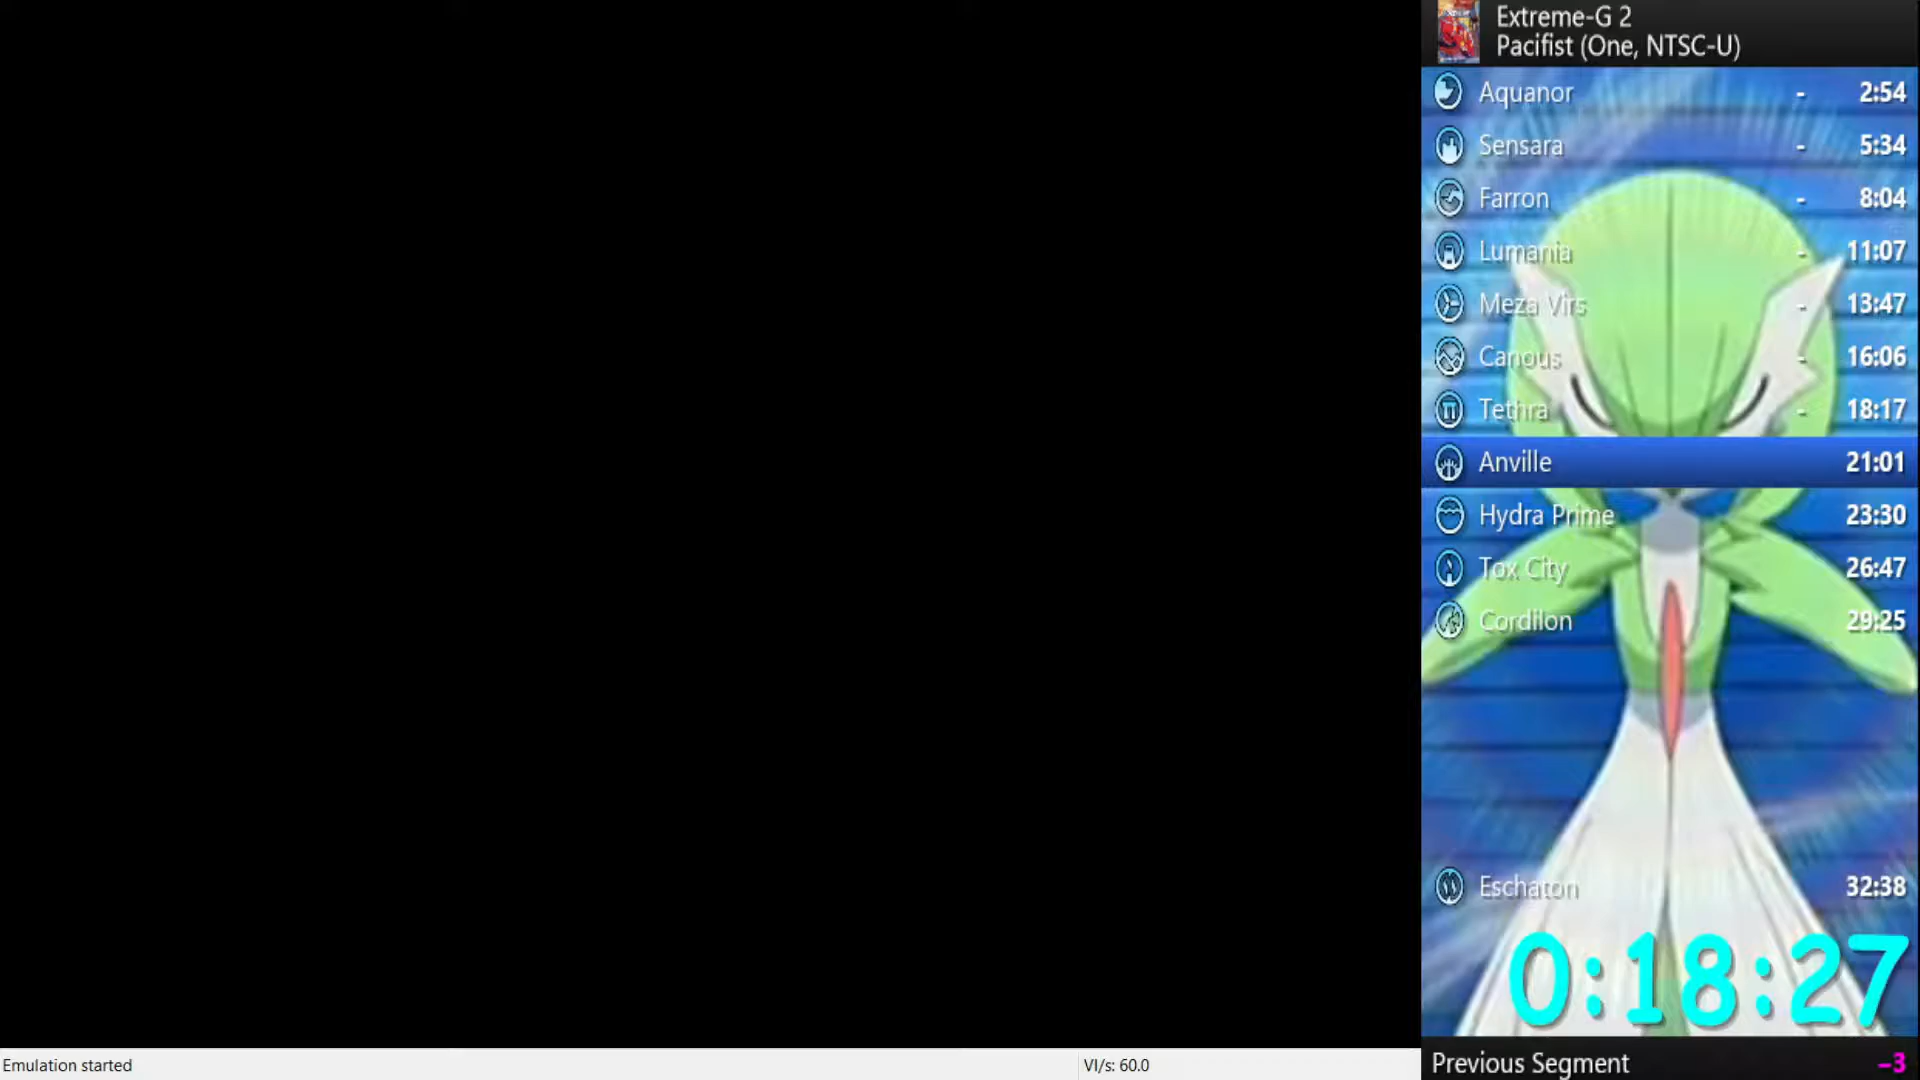 Extreme-G 2
Pacifist (One, NTSC-U)
Aquanor - 2:54
Sensara - 5:34
Farron - 8:04
Lumania - 11:07
Meza Virs - 13:47
Canous - 16:06
Tethra - 18:17
Anville 21:01
Hydra Prime 23:30
Tox City 26:47
Cordilon 29:25
Eschaton 32:38
0:18:27
Emulation started VI/s: 60.0 Previous Segment -3